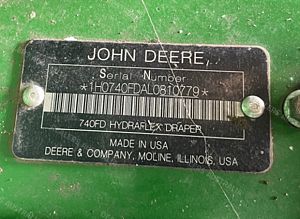 JOHN DEERE
Serial Number
*1H0740FDAL0810779*
740FD HYDRAFLEX DRAPER
MADE IN USA
DEERE & COMPANY, MOLINE, ILLINOIS, USA